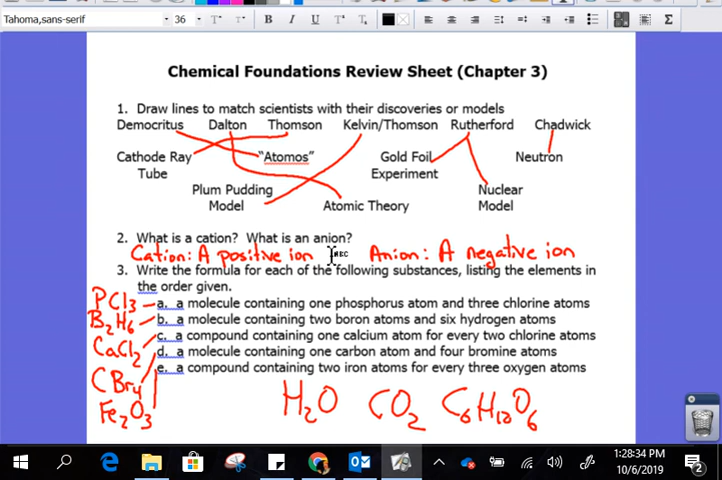 Tahoma,sans-serif 36 B I U T T
Chemical Foundations Review Sheet (Chapter 3)
1. Draw lines to match scientists with their discoveries or models
Democritus Dalton Thomson Kelvin/Thomson Rutherford Chadwick
Cathode Ray "Atomos" Gold Foil Neutron
Tube Experiment
Plum Pudding Nuclear
Model Atomic Theory Model
2. What is a cation? What is an anion?
Cation: A positive ion REC Anion: A negative ion
3. Write the formula for each of the following substances, listing the elements in
the order given.
PCl3 a. a molecule containing one phosphorus atom and three chlorine atoms
B2H6 b. a molecule containing two boron atoms and six hydrogen atoms
CaCl2 c. a compound containing one calcium atom for every two chlorine atoms
CBr4 d. a molecule containing one carbon atom and four bromine atoms
Fe2O3 e. a compound containing two iron atoms for every three oxygen atoms
H2O CO2 C6H12O6
1:28:34 PM
10/6/2019
2